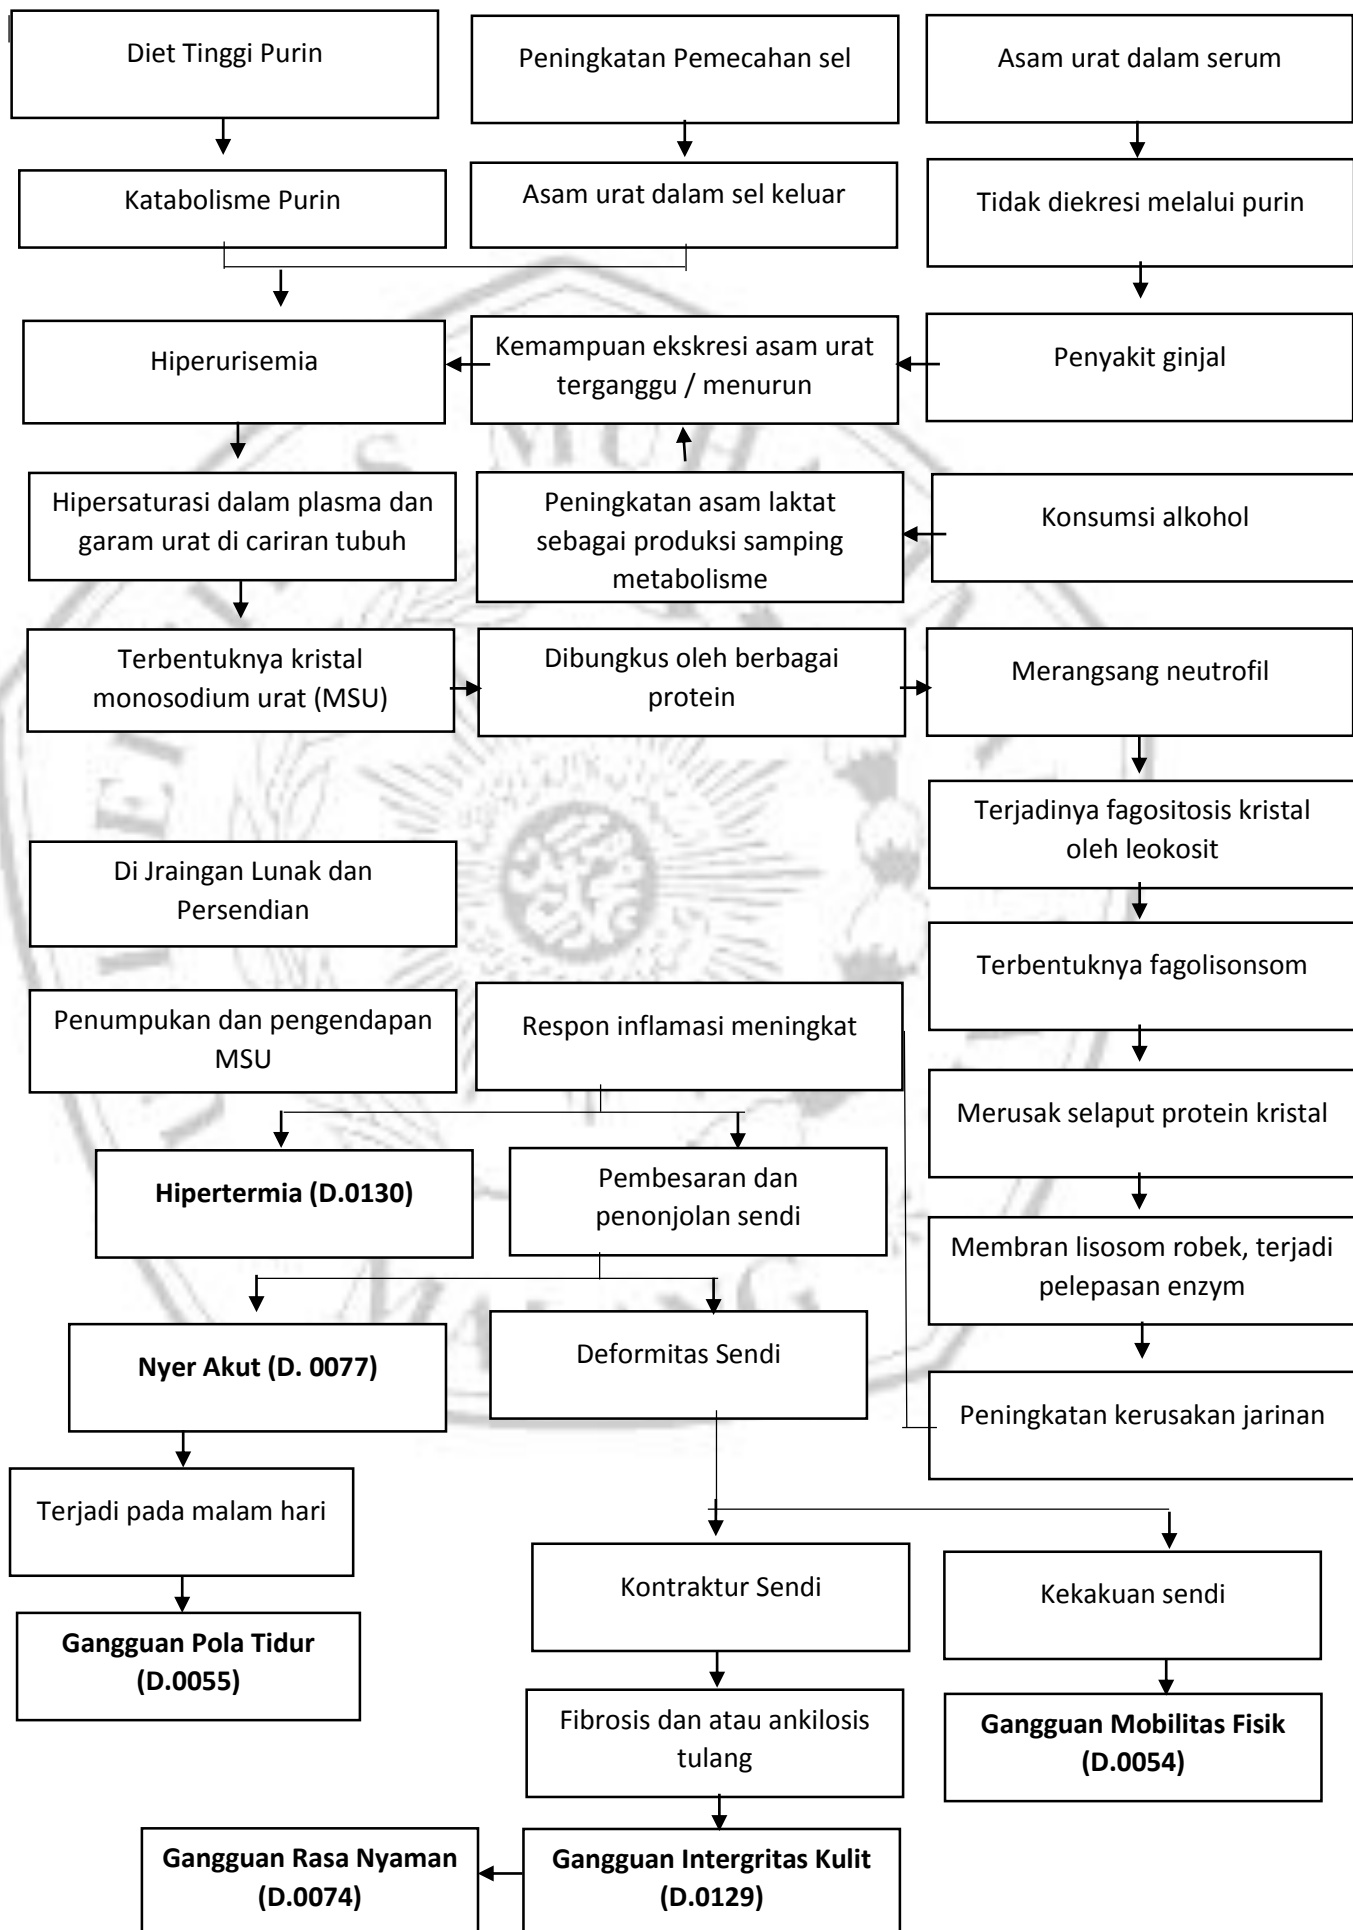 Diet Tinggi Purin
Peningkatan Pemecahan sel
Asam urat dalam serum
Katabolisme Purin
Asam urat dalam sel keluar
Tidak diekresi melalui purin
Hiperurisemia
Kemampuan ekskresi asam urat
terganggu / menurun
Penyakit ginjal
Hipersaturasi dalam plasma dan
garam urat di cariran tubuh
Peningkatan asam laktat
sebagai produksi samping
metabolisme
Konsumsi alkohol
Terbentuknya kristal
monosodium urat (MSU)
Dibungkus oleh berbagai
protein
Merangsang neutrofil
Terjadinya fagositosis kristal
oleh leokosit
Di Jraingan Lunak dan
Persendian
Terbentuknya fagolisonsom
Penumpukan dan pengendapan
MSU
Respon inflamasi meningkat
Merusak selaput protein kristal
Hipertermia (D.0130)
Pembesaran dan
penonjolan sendi
Membran lisosom robek, terjadi
pelepasan enzym
Nyer Akut (D. 0077)
Deformitas Sendi
Peningkatan kerusakan jarinan
Terjadi pada malam hari
Kontraktur Sendi
Kekakuan sendi
Gangguan Pola Tidur
(D.0055)
Fibrosis dan atau ankilosis
tulang
Gangguan Mobilitas Fisik
(D.0054)
Gangguan Rasa Nyaman
(D.0074)
Gangguan Intergritas Kulit
(D.0129)